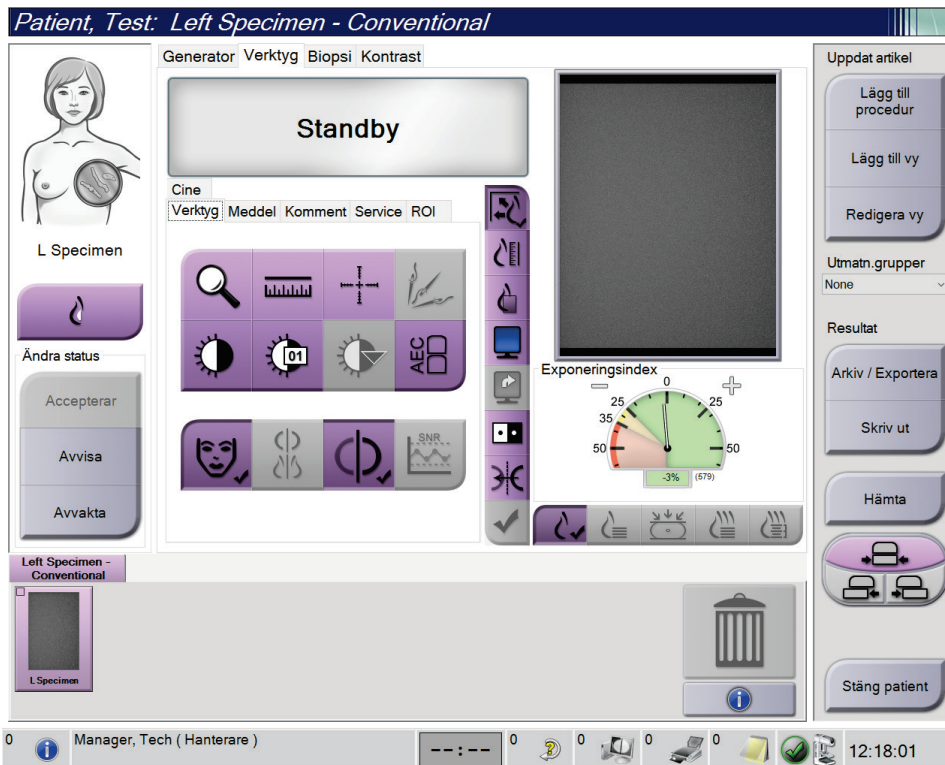 Patient, Test: Left Specimen - Conventional
Generator Verktyg Biopsi Kontrast
Standby
Cine
Verktyg Meddel Komment Service ROI
01
AEC
SNR
L Specimen
Ändra status
Accepterar
Avvisa
Avvakta
Exponeringsindex
0
25 25
35
50 50
-3% (579)
Uppdat artikel
Lägg till
procedur
Lägg till vy
Redigera vy
Utmatn.grupper
None
Resultat
Arkiv / Exportera
Skriv ut
Hämta
Stäng patient
Left Specimen -
Conventional
L Specimen
0 Manager, Tech ( Hanterare ) --:-- 0 0 0 0 12:18:01